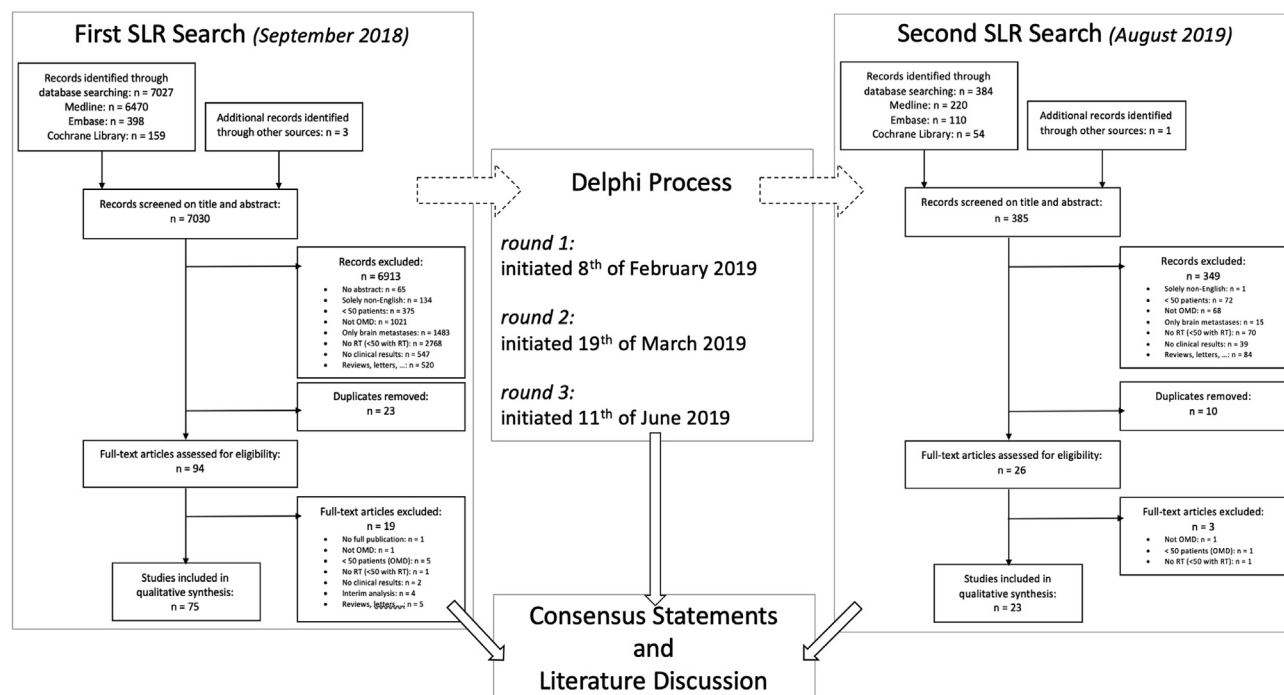 First SLR Search (September 2018)
Records identified through
database searching: n = 7027
Medline: n = 6470
Embase: n = 398
Cochrane Library: n = 159
Additional records identified
through other sources: n = 3
Records screened on title and abstract:
n = 7030
Records excluded:
n = 6913
• No abstract: n = 65
• Solely non-English: n = 134
• < 50 patients: n = 375
• Not OMD: n = 1021
• Only brain metastases: n = 1483
• No RT (<50 with RT): n = 2768
• No clinical results: n = 547
• Reviews, letters, ...: n = 520
Duplicates removed:
n = 23
Full-text articles assessed for eligibility:
n = 94
Full-text articles excluded:
n = 19
• No full publication: n = 1
• Not OMD: n = 1
• < 50 patients (OMD): n = 5
• No RT (<50 with RT): n = 1
• No clinical results: n = 2
• Interim analysis: n = 4
• Reviews, letters,...: n = 5
Studies included in
qualitative synthesis:
n = 75
Delphi Process
round 1:
initiated 8th of February 2019
round 2:
initiated 19th of March 2019
round 3:
initiated 11th of June 2019
Second SLR Search (August 2019)
Records identified through
database searching: n = 384
Medline: n = 220
Embase: n = 110
Cochrane Library: n = 54
Additional records identified
through other sources: n = 1
Records screened on title and abstract:
n = 385
Records excluded:
n = 349
• Solely non-English: n = 1
• < 50 patients: n = 72
• Not OMD: n = 68
• Only brain metastases: n = 15
• No RT (<50 with RT): n = 70
• No clinical results: n = 39
• Reviews, letters, ...: n = 84
Duplicates removed:
n = 10
Full-text articles assessed for eligibility:
n = 26
Full-text articles excluded:
n = 3
• Not OMD: n = 1
• < 50 patients (OMD): n = 1
• No RT (<50 with RT): n = 1
Studies included in
qualitative synthesis:
n = 23
Consensus Statements
and
Literature Discussion